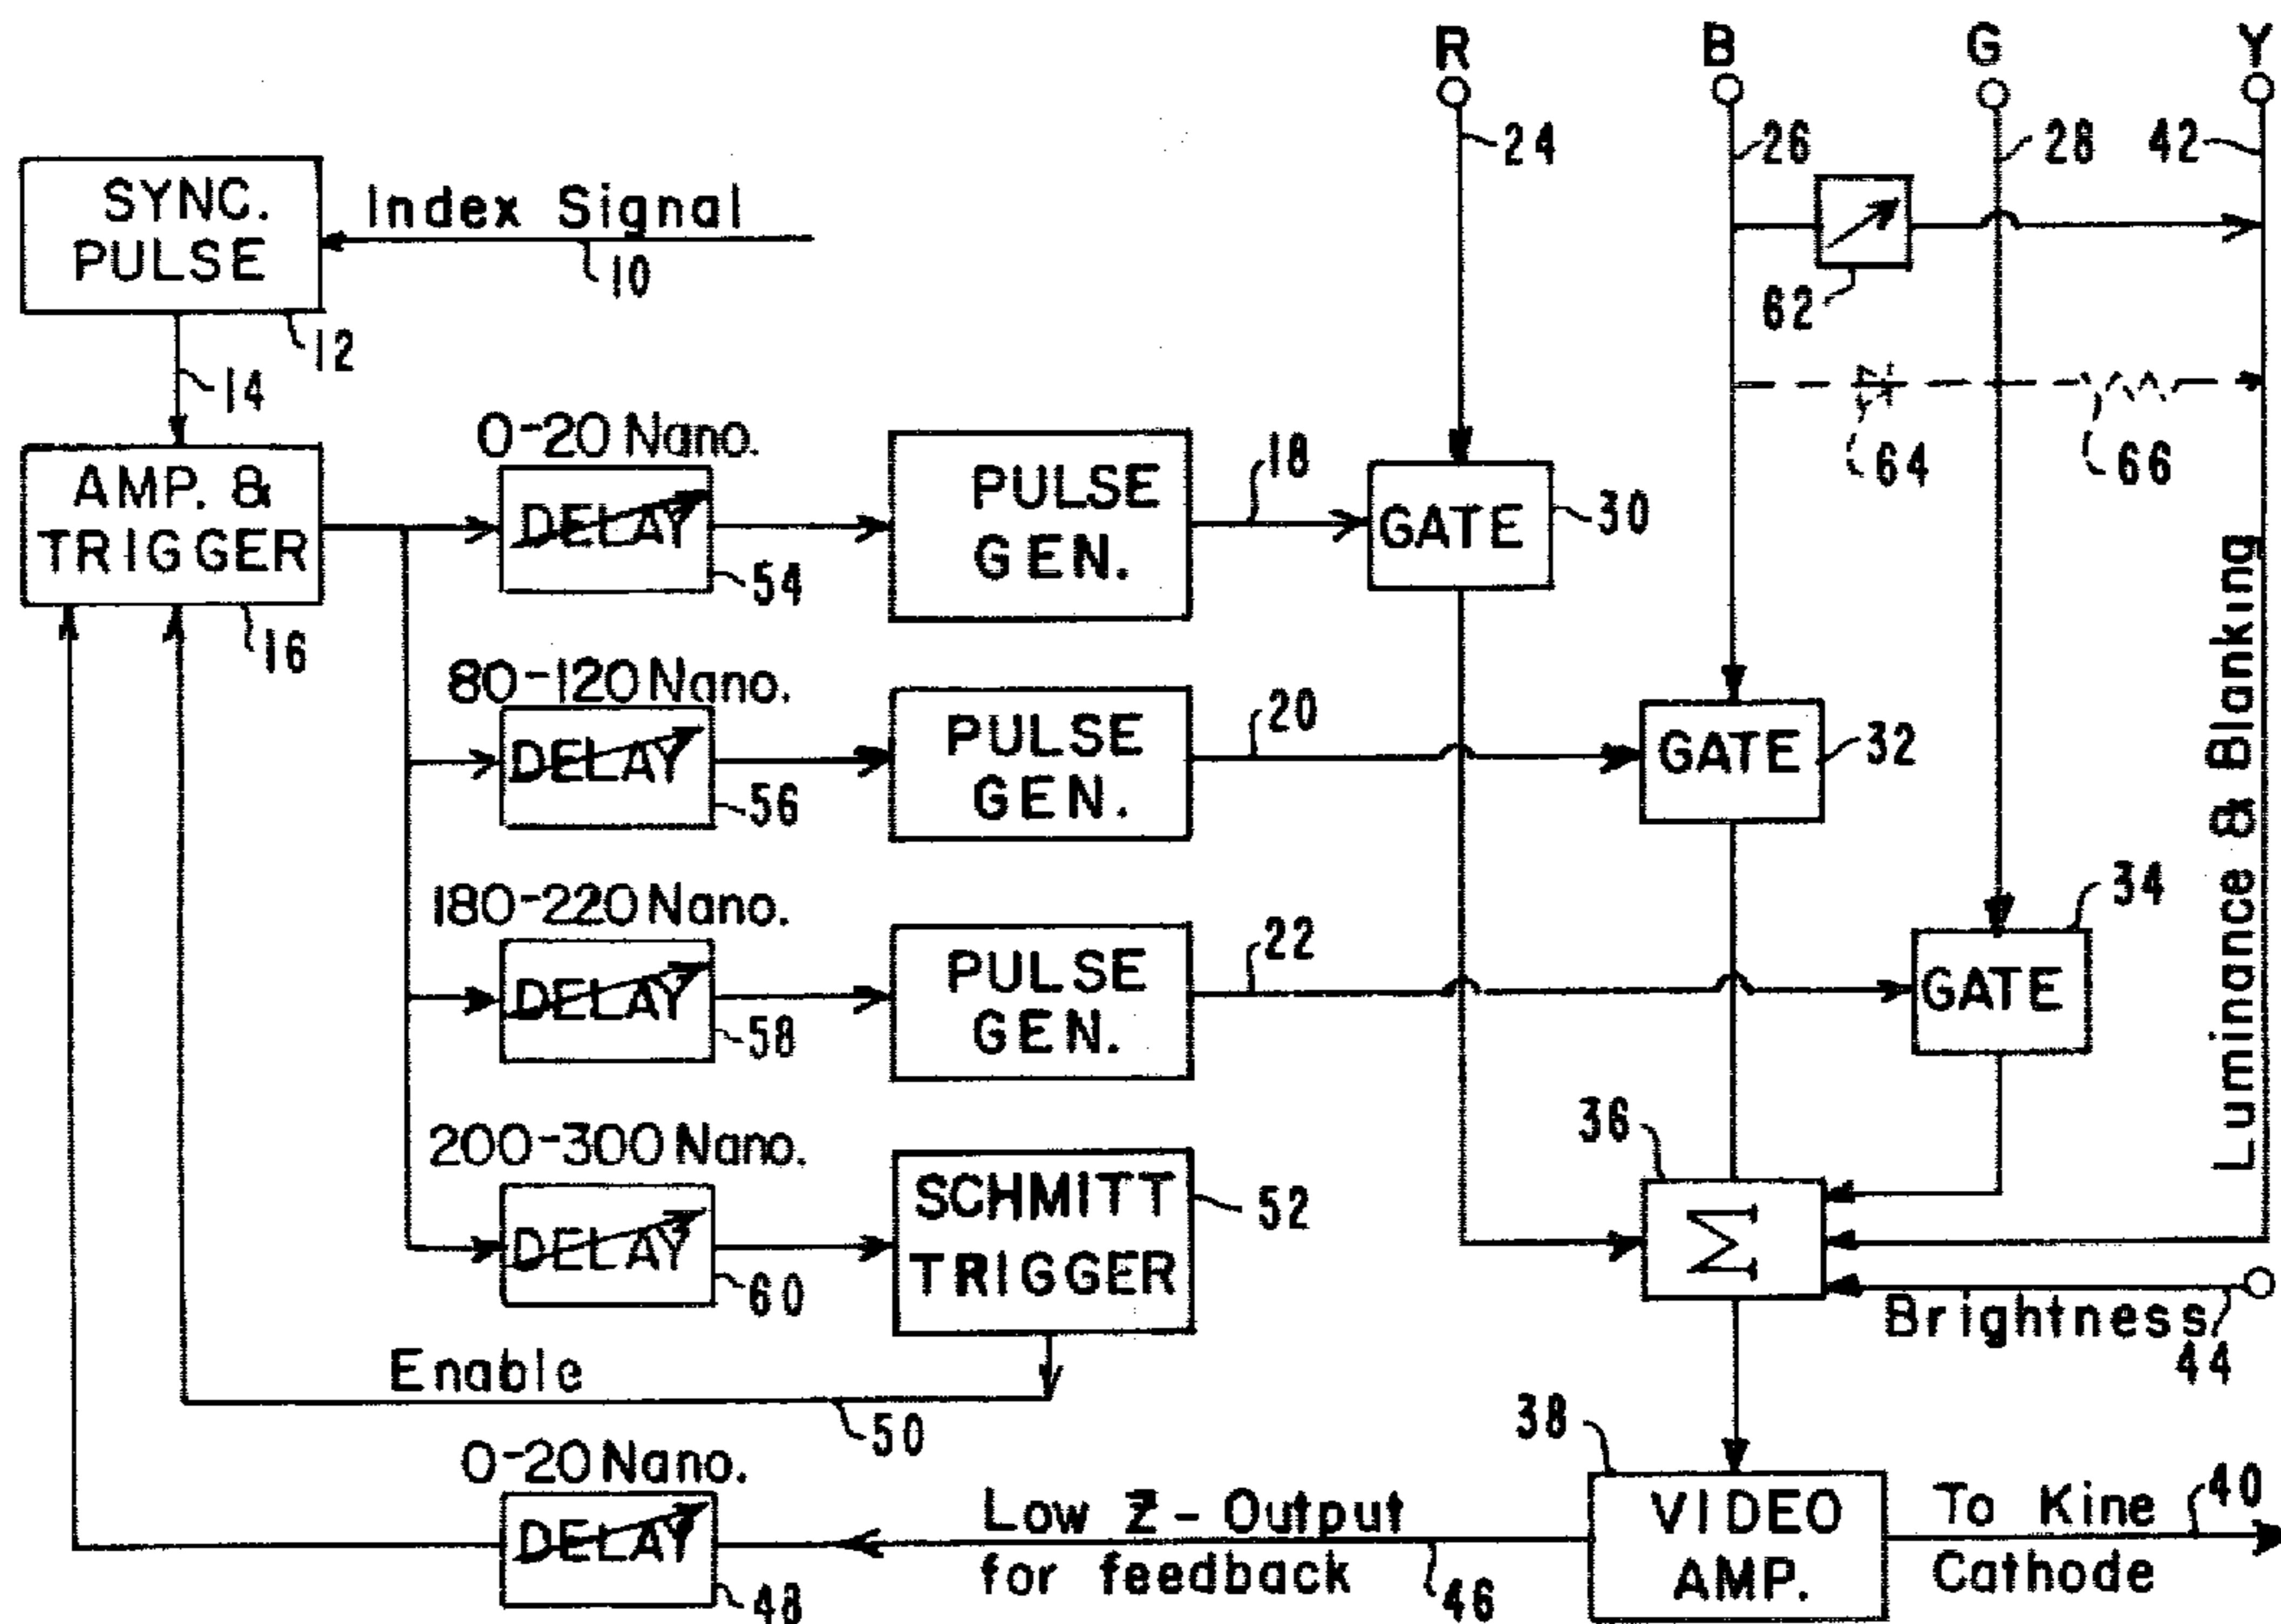 R B G Y
24 26 28 42
SYNC.
PULSE
Index Signal
10
12
62
14
64 66
AMP. &
TRIGGER
16
0-20 Nano.
DELAY
54
PULSE
GEN.
18
GATE
30
80-120 Nano.
DELAY
56
PULSE
GEN.
20
GATE
32
180-220 Nano.
DELAY
58
PULSE
GEN.
22
GATE
34
Luminance & Blanking
200-300 Nano.
DELAY
60
SCHMITT
TRIGGER
52
36
Σ
Brightness
44
Enable
50
0-20 Nano.
DELAY
48
Low Z - Output
for feedback
46
38
VIDEO
AMP.
To Kine
Cathode
40